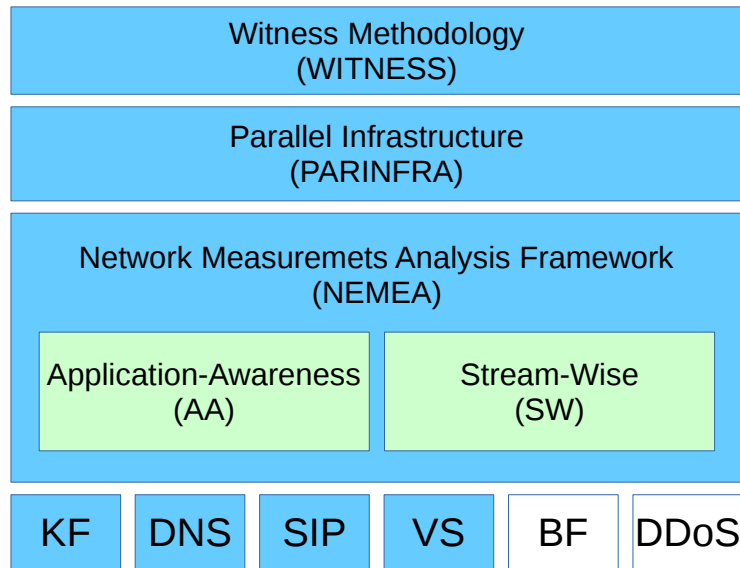 Witness Methodology
(WITNESS)
Parallel Infrastructure
(PARINFRA)
Network Measuremets Analysis Framework
(NEMEA)
Application-Awareness
(AA)
Stream-Wise
(SW)
KF DNS SIP VS BF DDoS